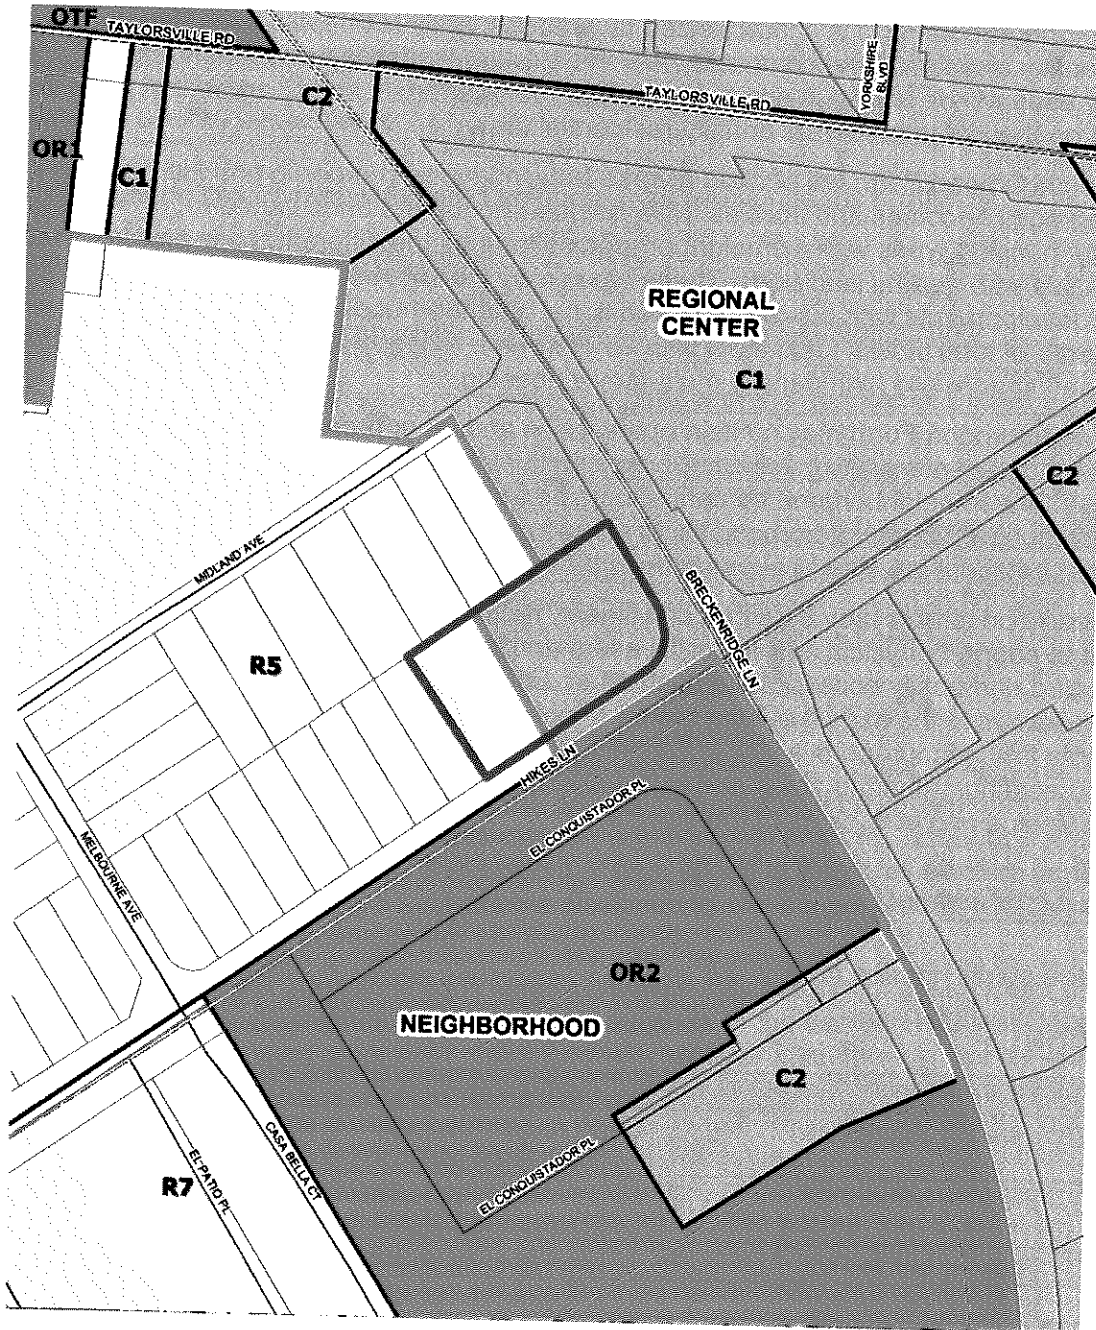 OTF
TAYLORSVILLE RD
C2
TAYLORSVILLE RD
YORKSHIRE
BLVD
OR1
C1
REGIONAL
CENTER
C1
C2
MIDLAND AVE
BRECKENRIDGE LN
R5
HIKES LN
EL CONQUISTADOR PL
MELBOURNE AVE
OR2
NEIGHBORHOOD
C2
CASA BELLA CT
EL PATIO PL
EL CONQUISTADOR PL
R7